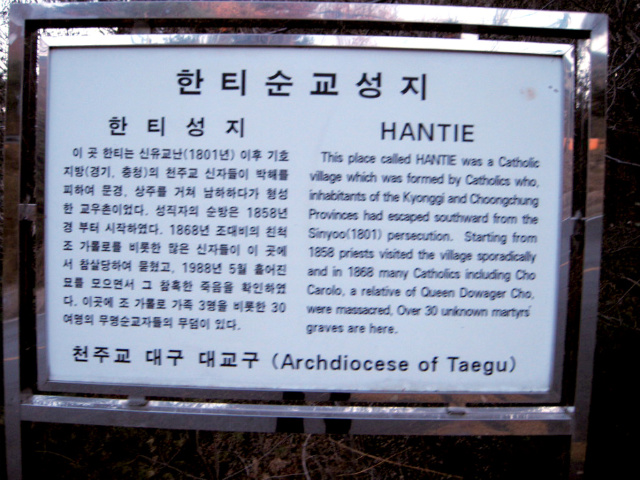 한티순교성지
한 티 성 지
이 곳 한티는 신유교난(1801년) 이후 기호
지방(경기, 충청)의 천주교 신자들이 박해를
피하여 문경, 상주를 거쳐 남하하다가 형성
한 교우촌이었다. 성직자의 순방은 1858년
경 부터 시작하였다. 1868년 조대비의 친척
조 가롤로를 비롯한 많은 신자들이 이 곳에
서 참살당하여 묻혔고, 1988년 5월 흩어진
묘를 모으면서 그 참혹한 죽음을 확인하였
다. 이곳에 조 가롤로 가족 3명을 비롯한 30
여명의 무명순교자들의 무덤이 있다.
HANTIE
This place called HANTIE was a Catholic
village which was formed by Catholics who,
inhabitants of the Kyonggi and Choongchung
Provinces had escaped southward from the
Sinyoo(1801) persecution. Starting from
1858 priests visited the village sporadically
and in 1868 many Catholics including Cho
Carolo, a relative of Queen Dowager Cho,
were massacred. Over 30 unknown martyrs'
graves are here.
천주교 대구 대교구 (Archdiocese of Taegu)